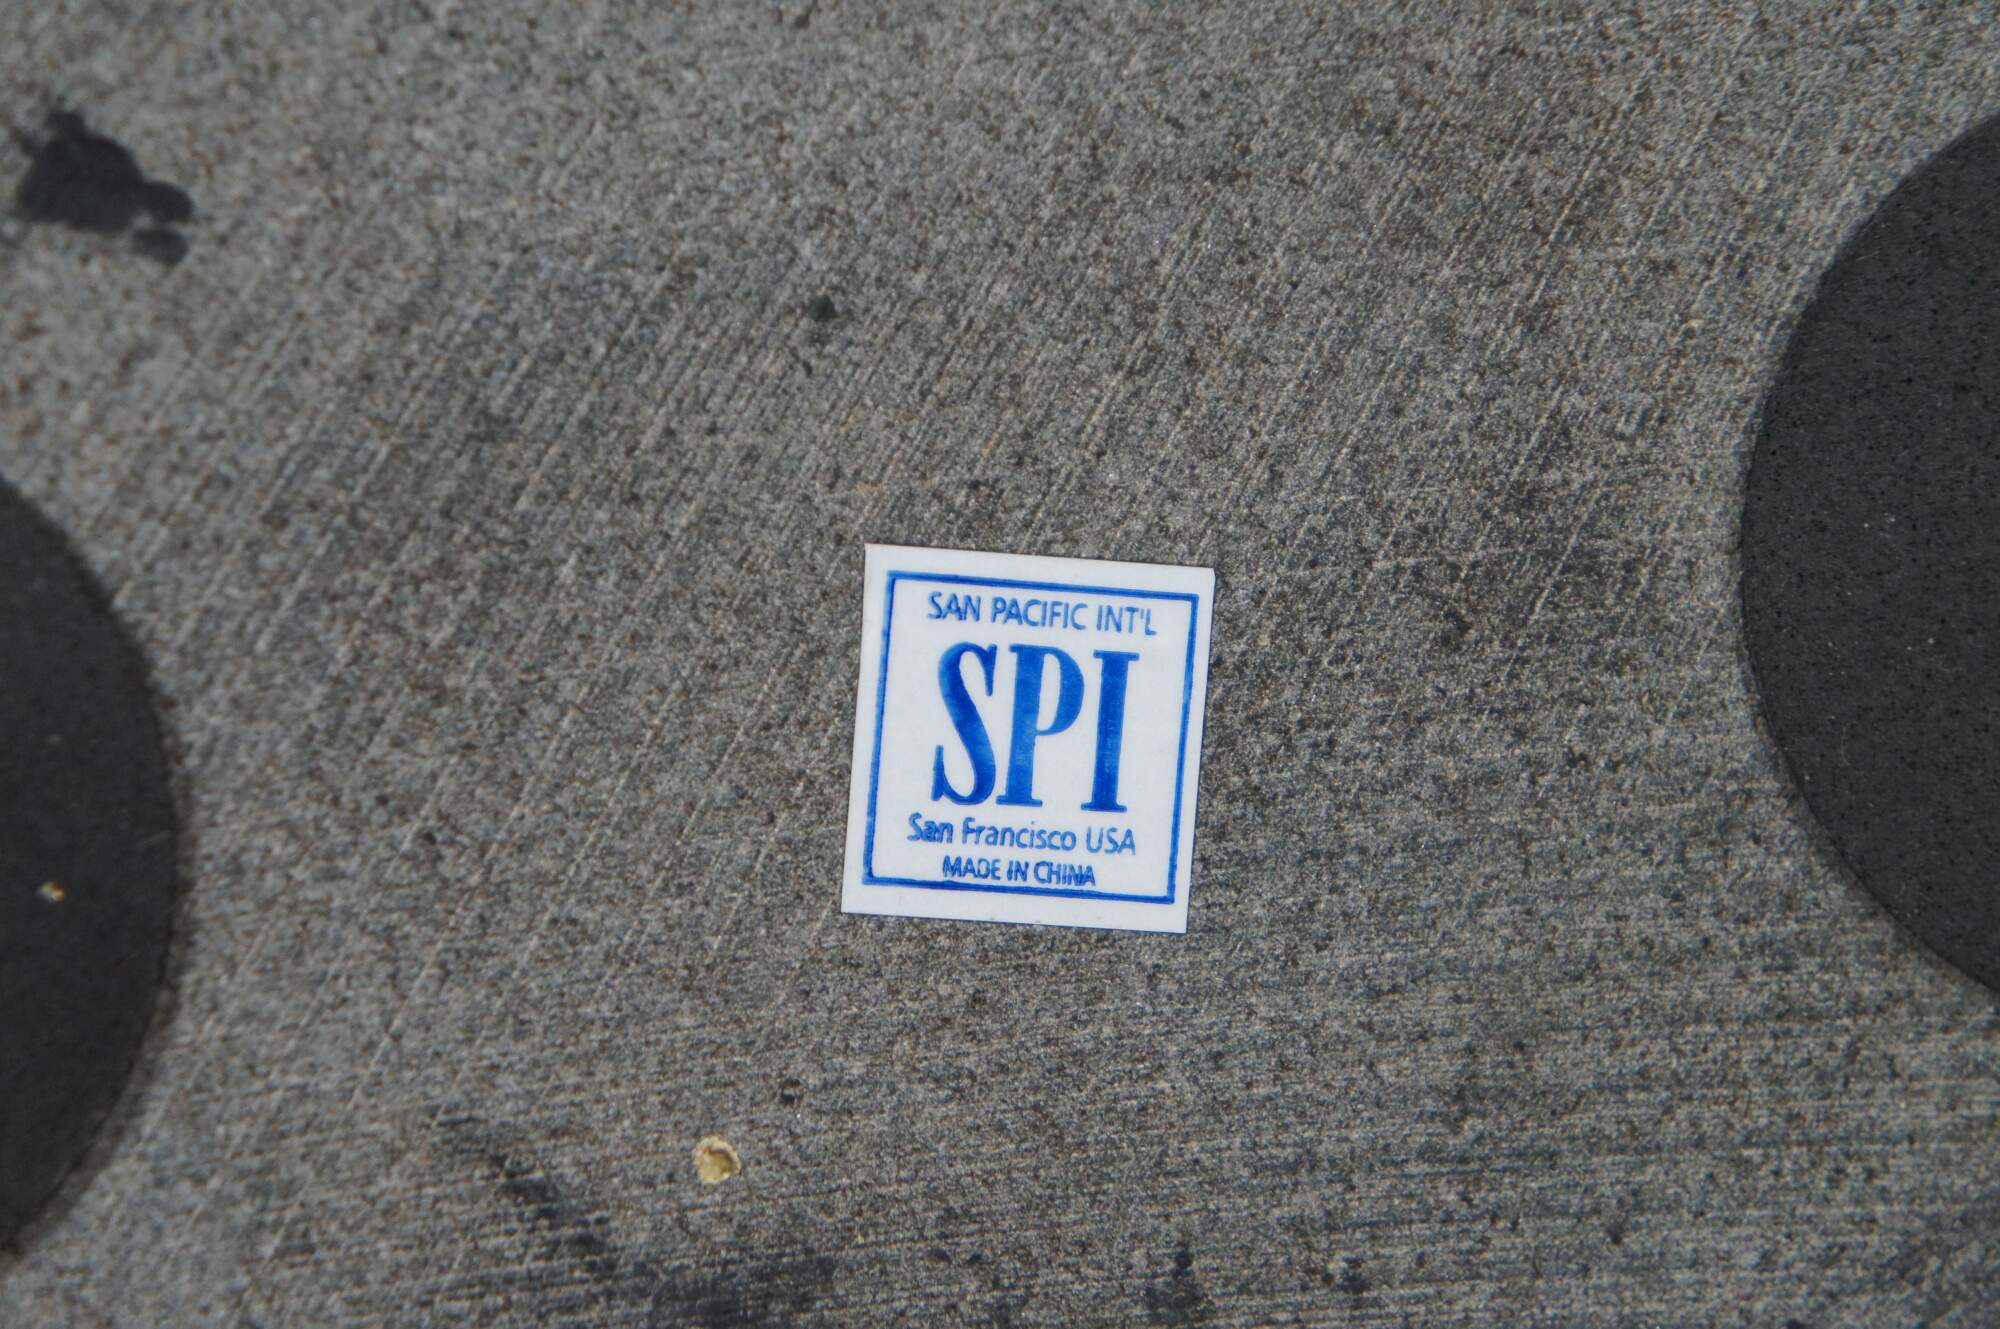 SAN PACIFIC INT'L
SPI
San Francisco USA
MADE IN CHINA